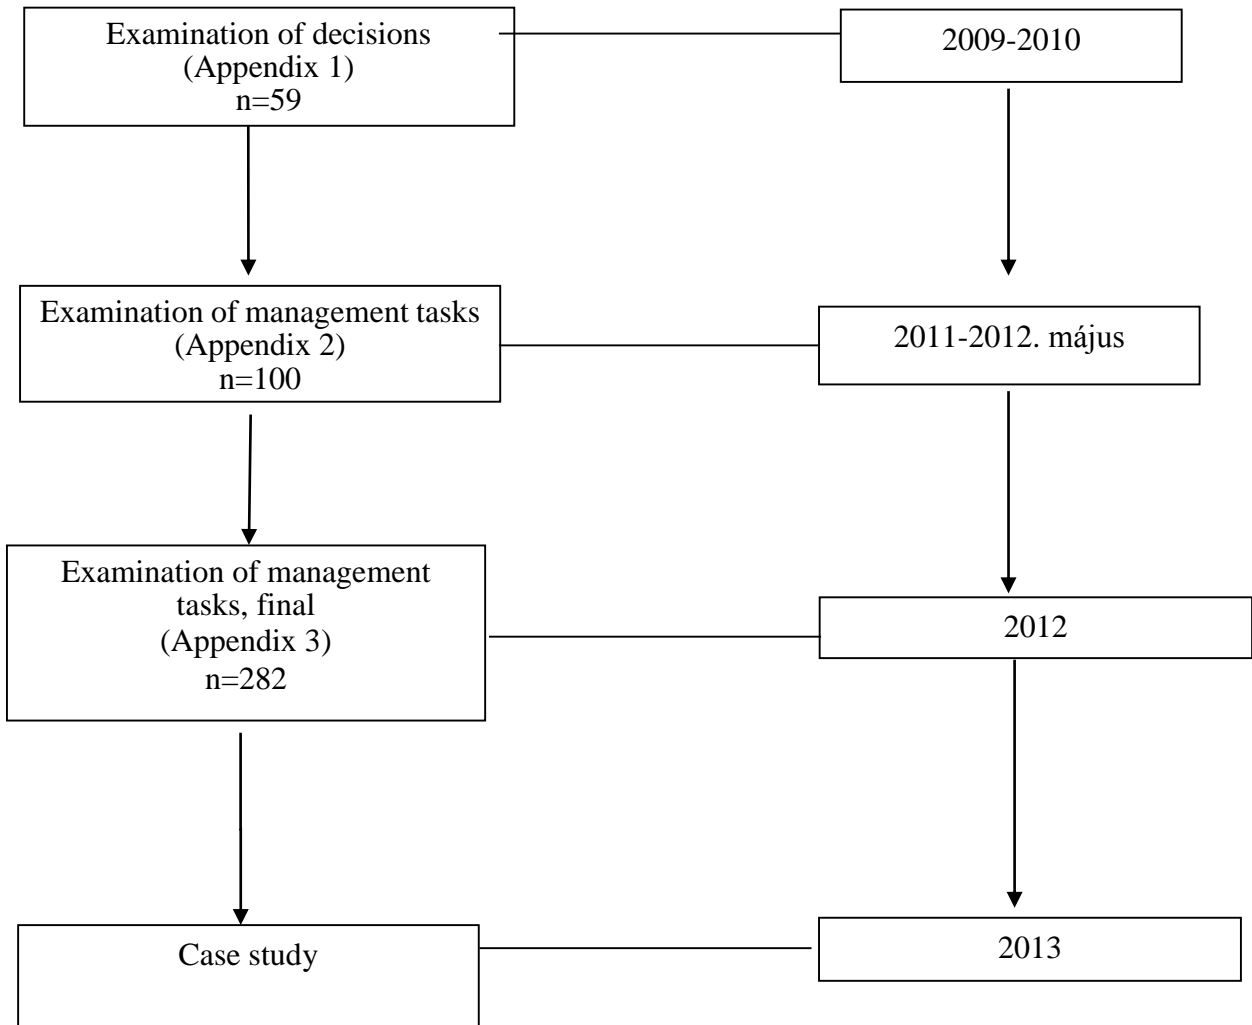 Examination of decisions
(Appendix 1)
n=59
2009-2010
Examination of management tasks
(Appendix 2)
n=100
2011-2012. május
Examination of management
tasks, final
(Appendix 3)
n=282
2012
Case study
2013